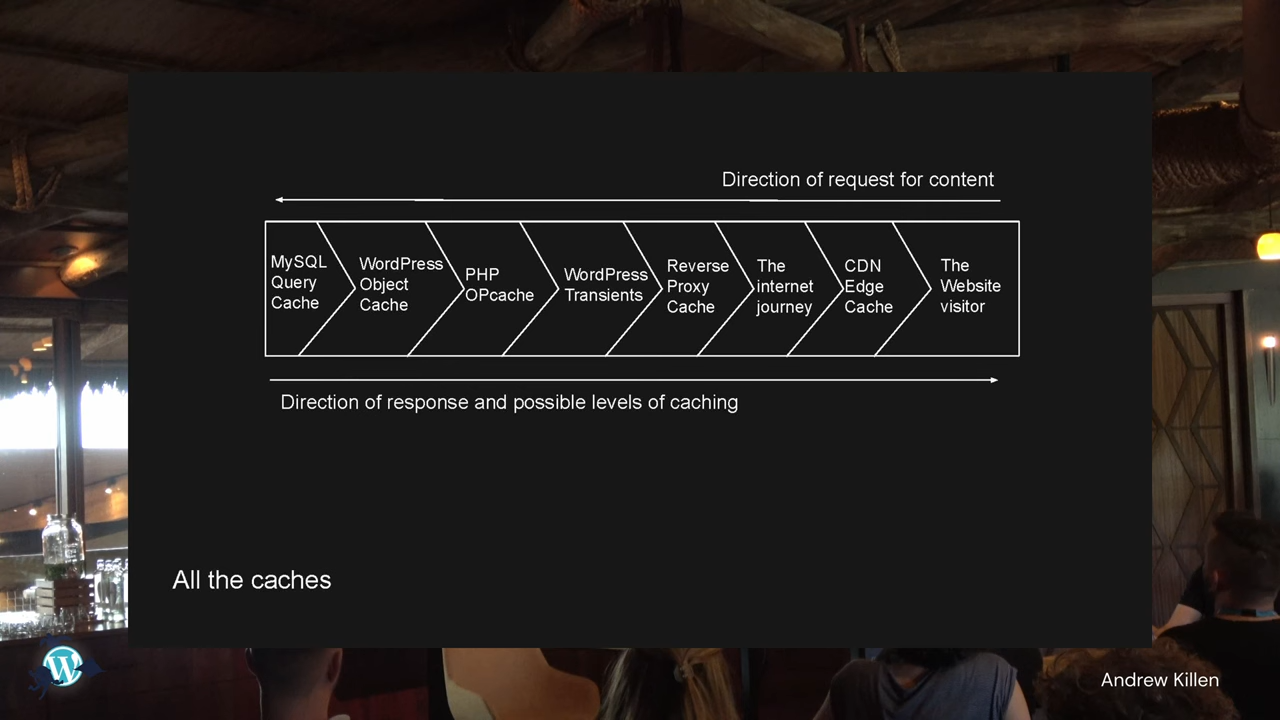 Direction of request for content
MySQL
Query
Cache
WordPress
Object
Cache
PHP
OPcache
WordPress
Transients
Reverse
Proxy
Cache
The
internet
journey
CDN
Edge
Cache
The
Website
visitor
Direction of response and possible levels of caching
All the caches
Andrew Killen